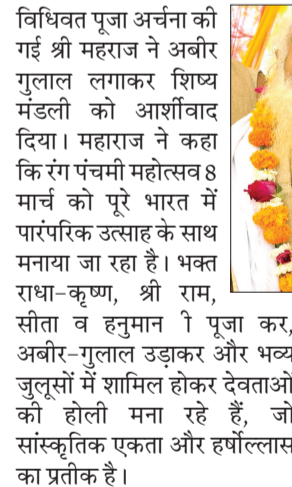 विधिवत पूजा अर्चना की
गई श्री महराज ने अबीर
गुलाल लगाकर शिष्य
मंडली को आर्शीवाद
दिया। महाराज ने कहा
कि रंग पंचमी महोत्सव 8
मार्च को पूरे भारत में
पारंपरिक उत्साह के साथ
मनाया जा रहा है। भक्त
राधा-कृष्ण, श्री राम,
सीता व हनुमान ी पूजा कर,
अबीर-गुलाल उड़ाकर और भव्य
जुलूसों में शामिल होकर देवताओं
की होली मना रहे हैं, जो
सांस्कृतिक एकता और हर्षोल्लास
का प्रतीक है।